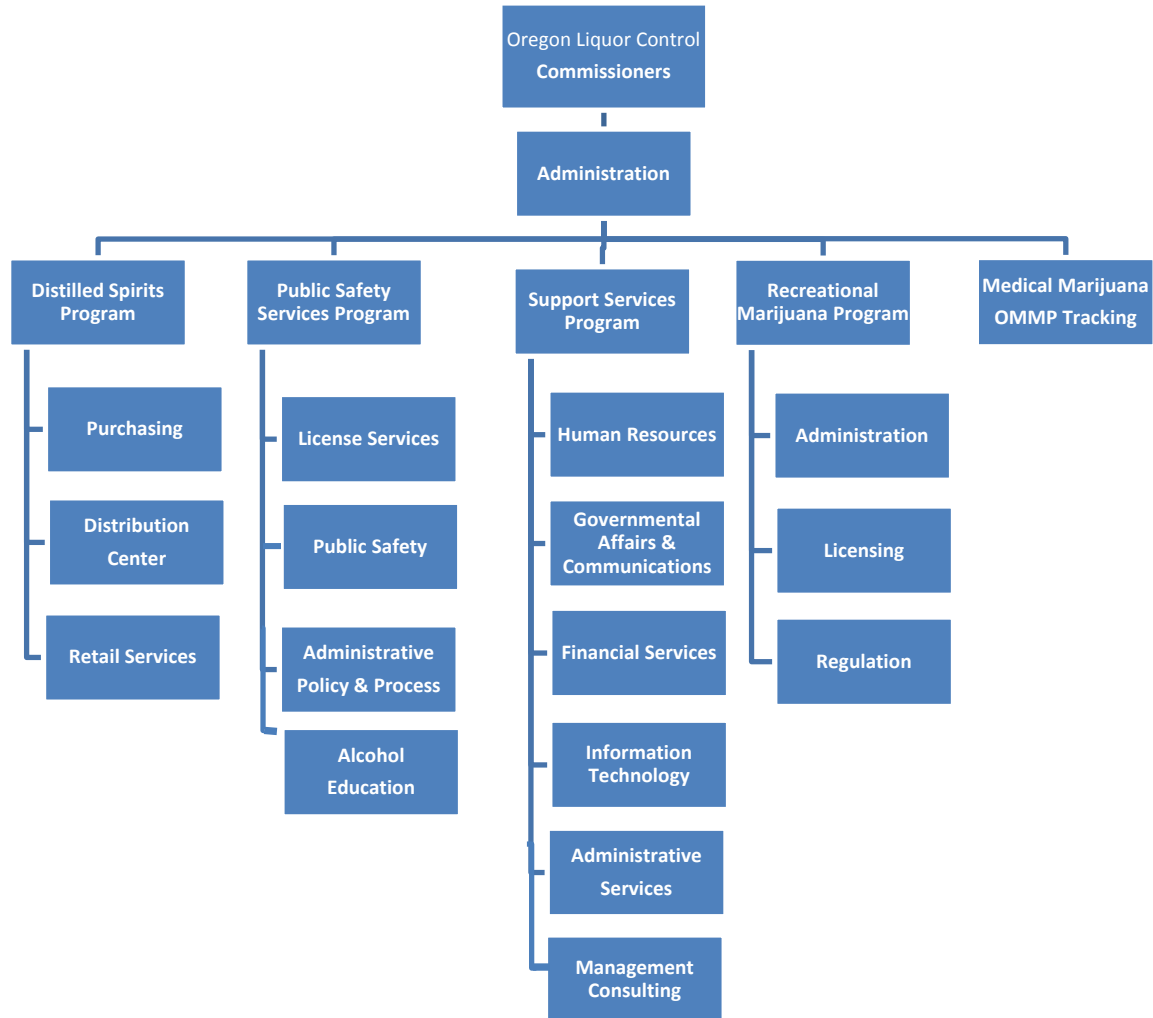 Oregon Liquor Control
Commissioners
Administration
Distilled Spirits
Program
Public Safety
Services Program
Support Services
Program
Recreational
Marijuana Program
Medical Marijuana
OMMP Tracking
Purchasing
Distribution
Center
Retail Services
License Services
Public Safety
Administrative
Policy & Process
Alcohol
Education
Human Resources
Governmental
Affairs &
Communications
Financial Services
Information
Technology
Administrative
Services
Management
Consulting
Administration
Licensing
Regulation